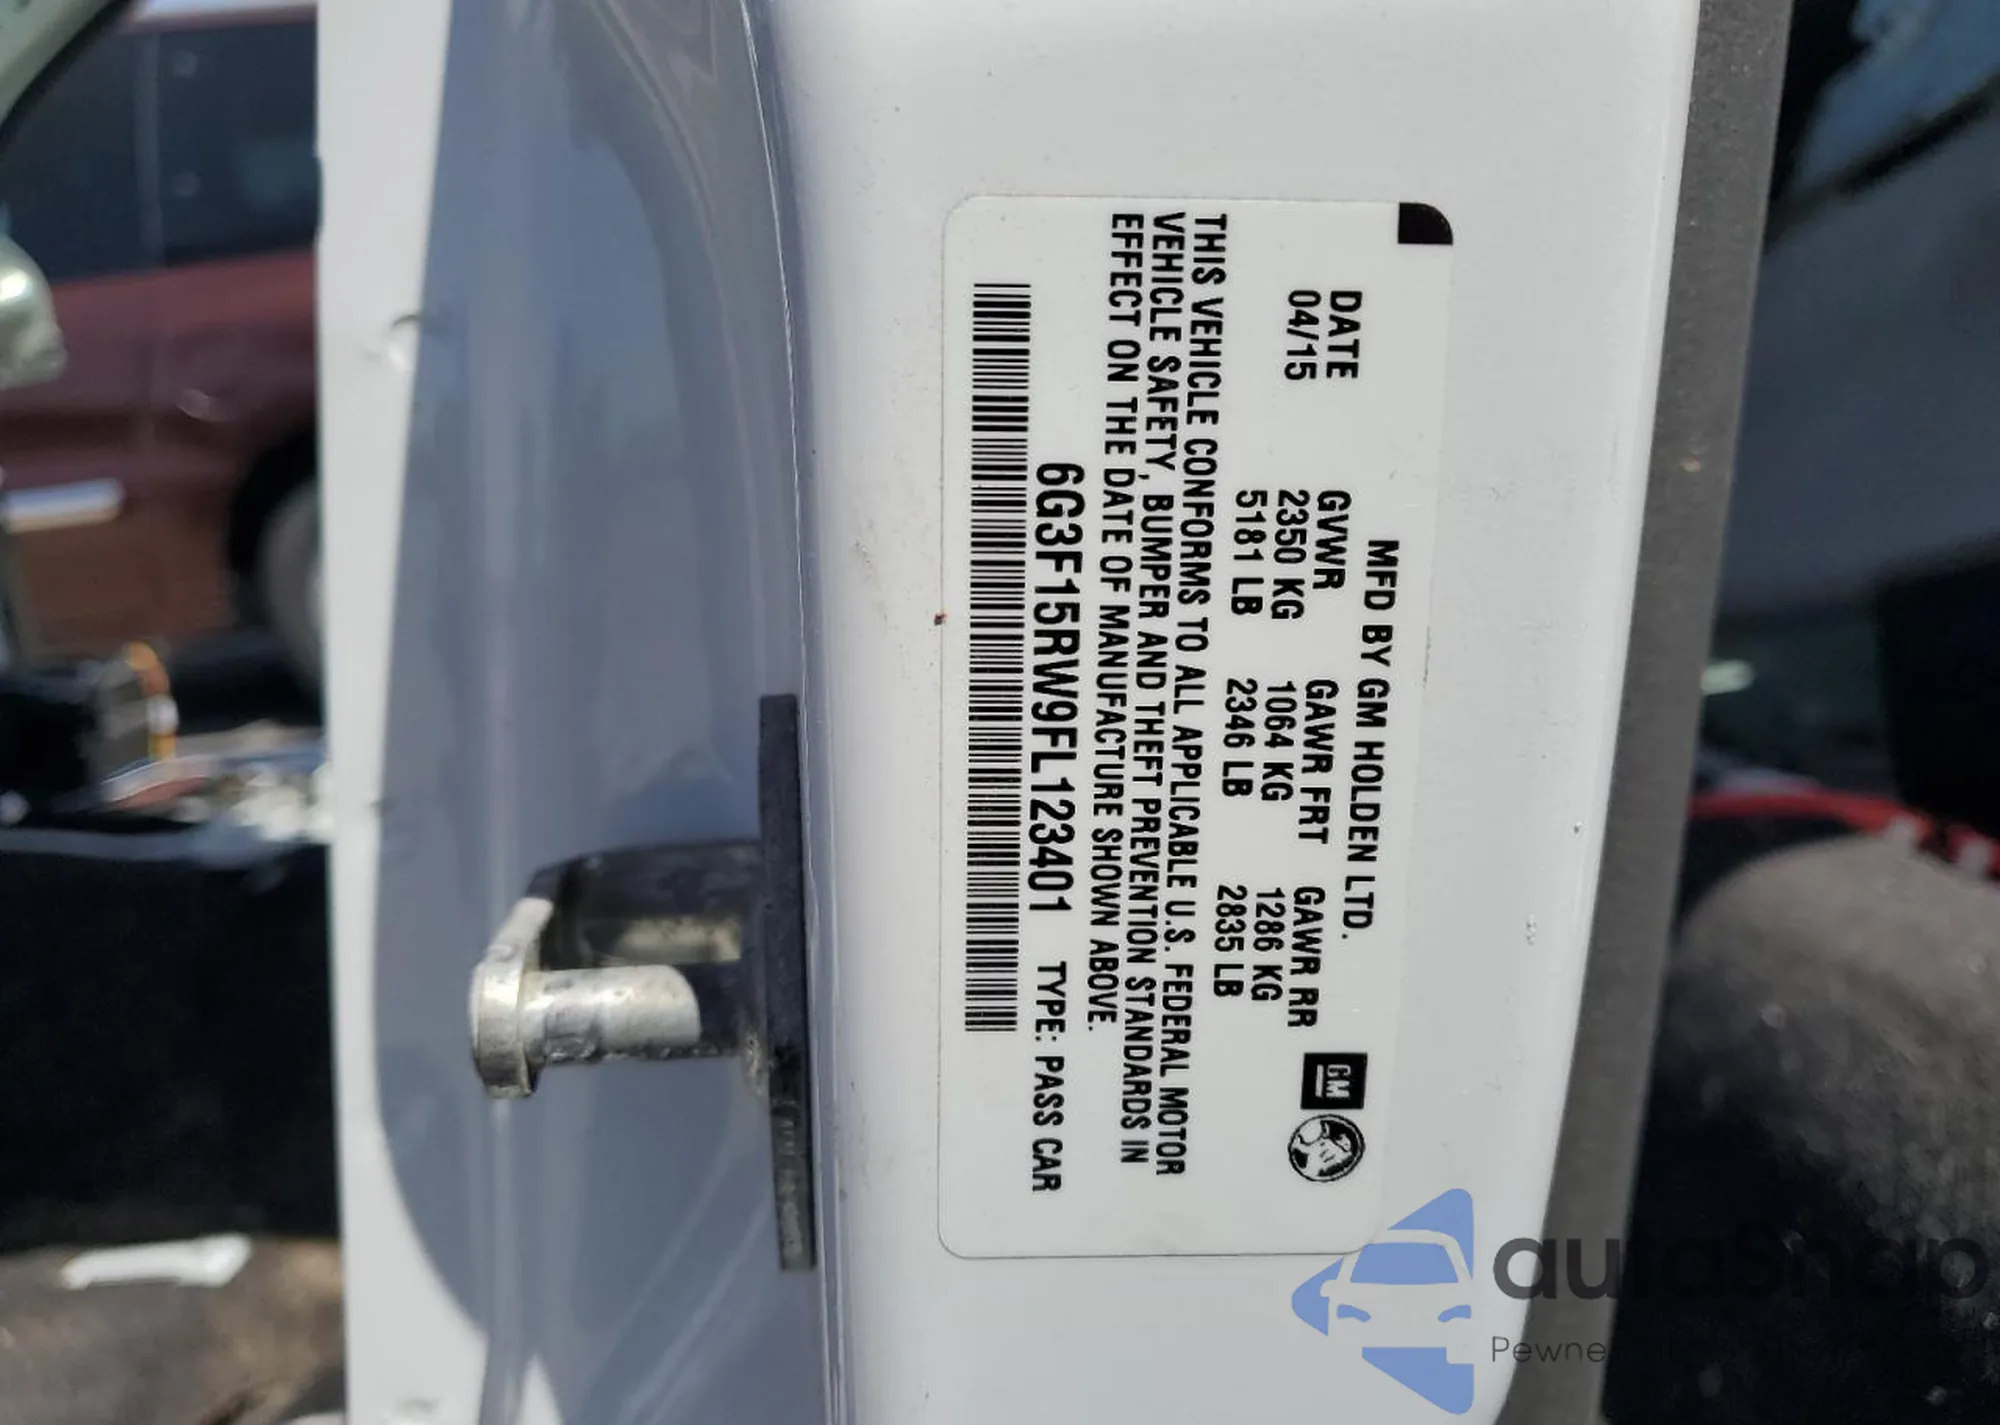 MFD BY GM HOLDEN LTD.
DATE GVWR GAWR FRT GAWR RR
04/15 2350 KG 1064 KG 1286 KG
5181 LB 2346 LB 2835 LB
GM
THIS VEHICLE CONFORMS TO ALL APPLICABLE U.S. FEDERAL MOTOR
VEHICLE SAFETY, BUMPER AND THEFT PREVENTION STANDARDS IN
EFFECT ON THE DATE OF MANUFACTURE SHOWN ABOVE.
6G3F15RW9FL123401 TYPE: PASS CAR
auraSnap
Pewne